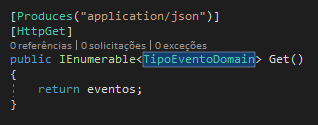 [Produces("application/json")]
[HttpGet]
0 referências | 0 solicitações | 0 exceções
public IEnumerable<TipoEventoDomain> Get()
{
return eventos;
}